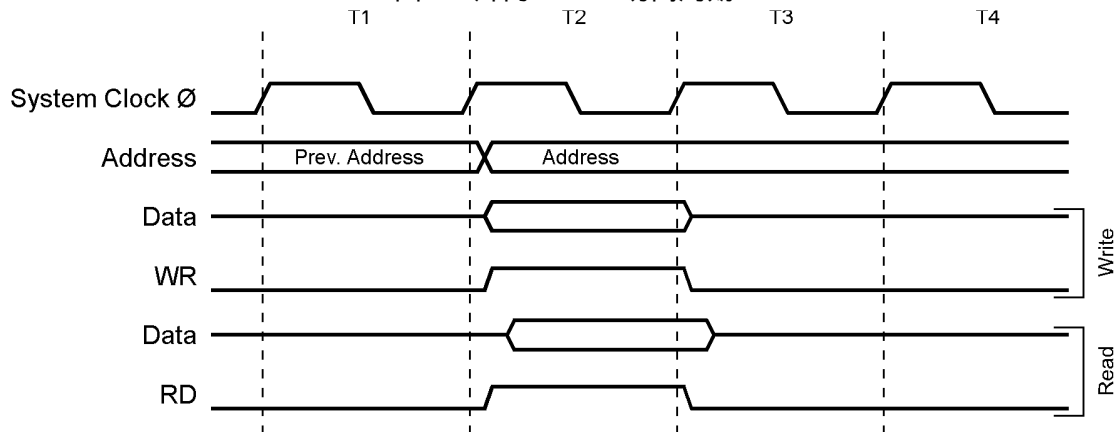 T1 T2 T3 T4
System Clock Ø
Address Prev. Address Address
Data
WR
Write
Data
RD
Read